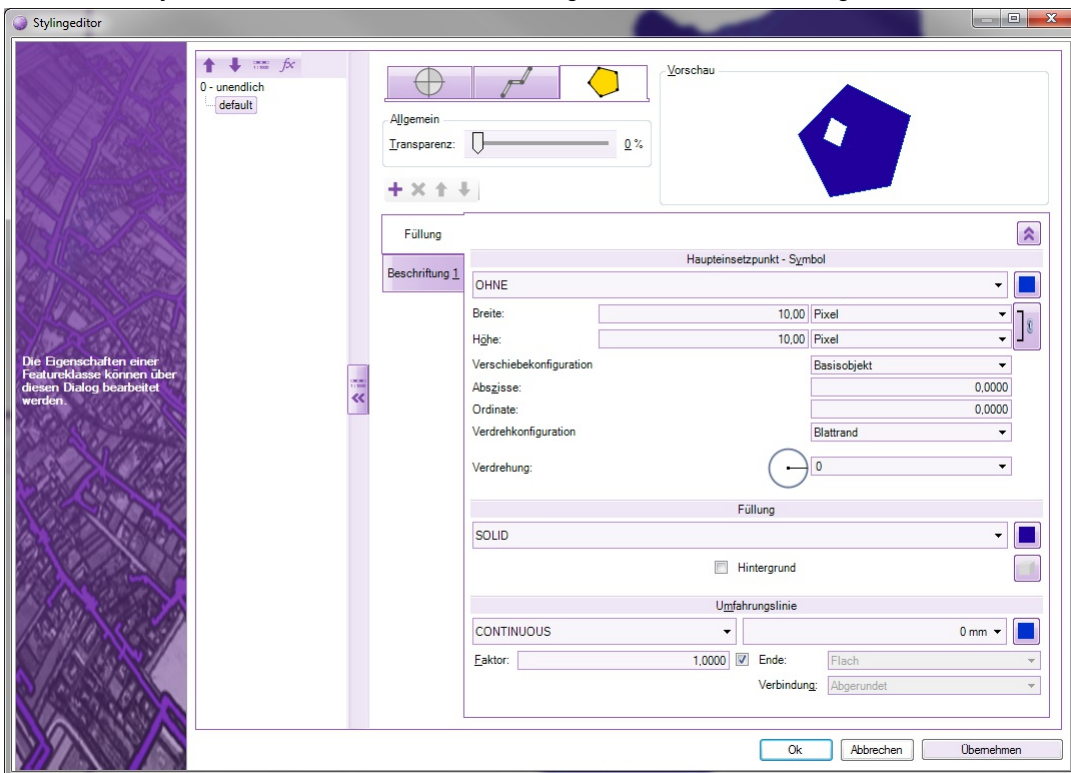 Stylingeditor
0 - unendlich
default
fx
Vorschau
Allgemein
Transparenz: 0 %
Füllung
Beschriftung 1
Haupteinsetzpunkt - Symbol
OHNE
Breite: 10,00 Pixel
Höhe: 10,00 Pixel
Verschiebekonfiguration Basisobjekt
Abszisse: 0,0000
Ordinate: 0,0000
Verdrehkonfiguration Blattrand
Verdrehung: 0
Füllung
SOLID
Hintergrund
Umfahrungslinie
CONTINUOUS 0 mm
Faktor: 1,0000 Ende: Flach
Verbindung: Abgerundet
Die Eigenschaften einer
Featureklasse können über
diesen Dialog bearbeitet
werden.
Ok Abbrechen Übernehmen